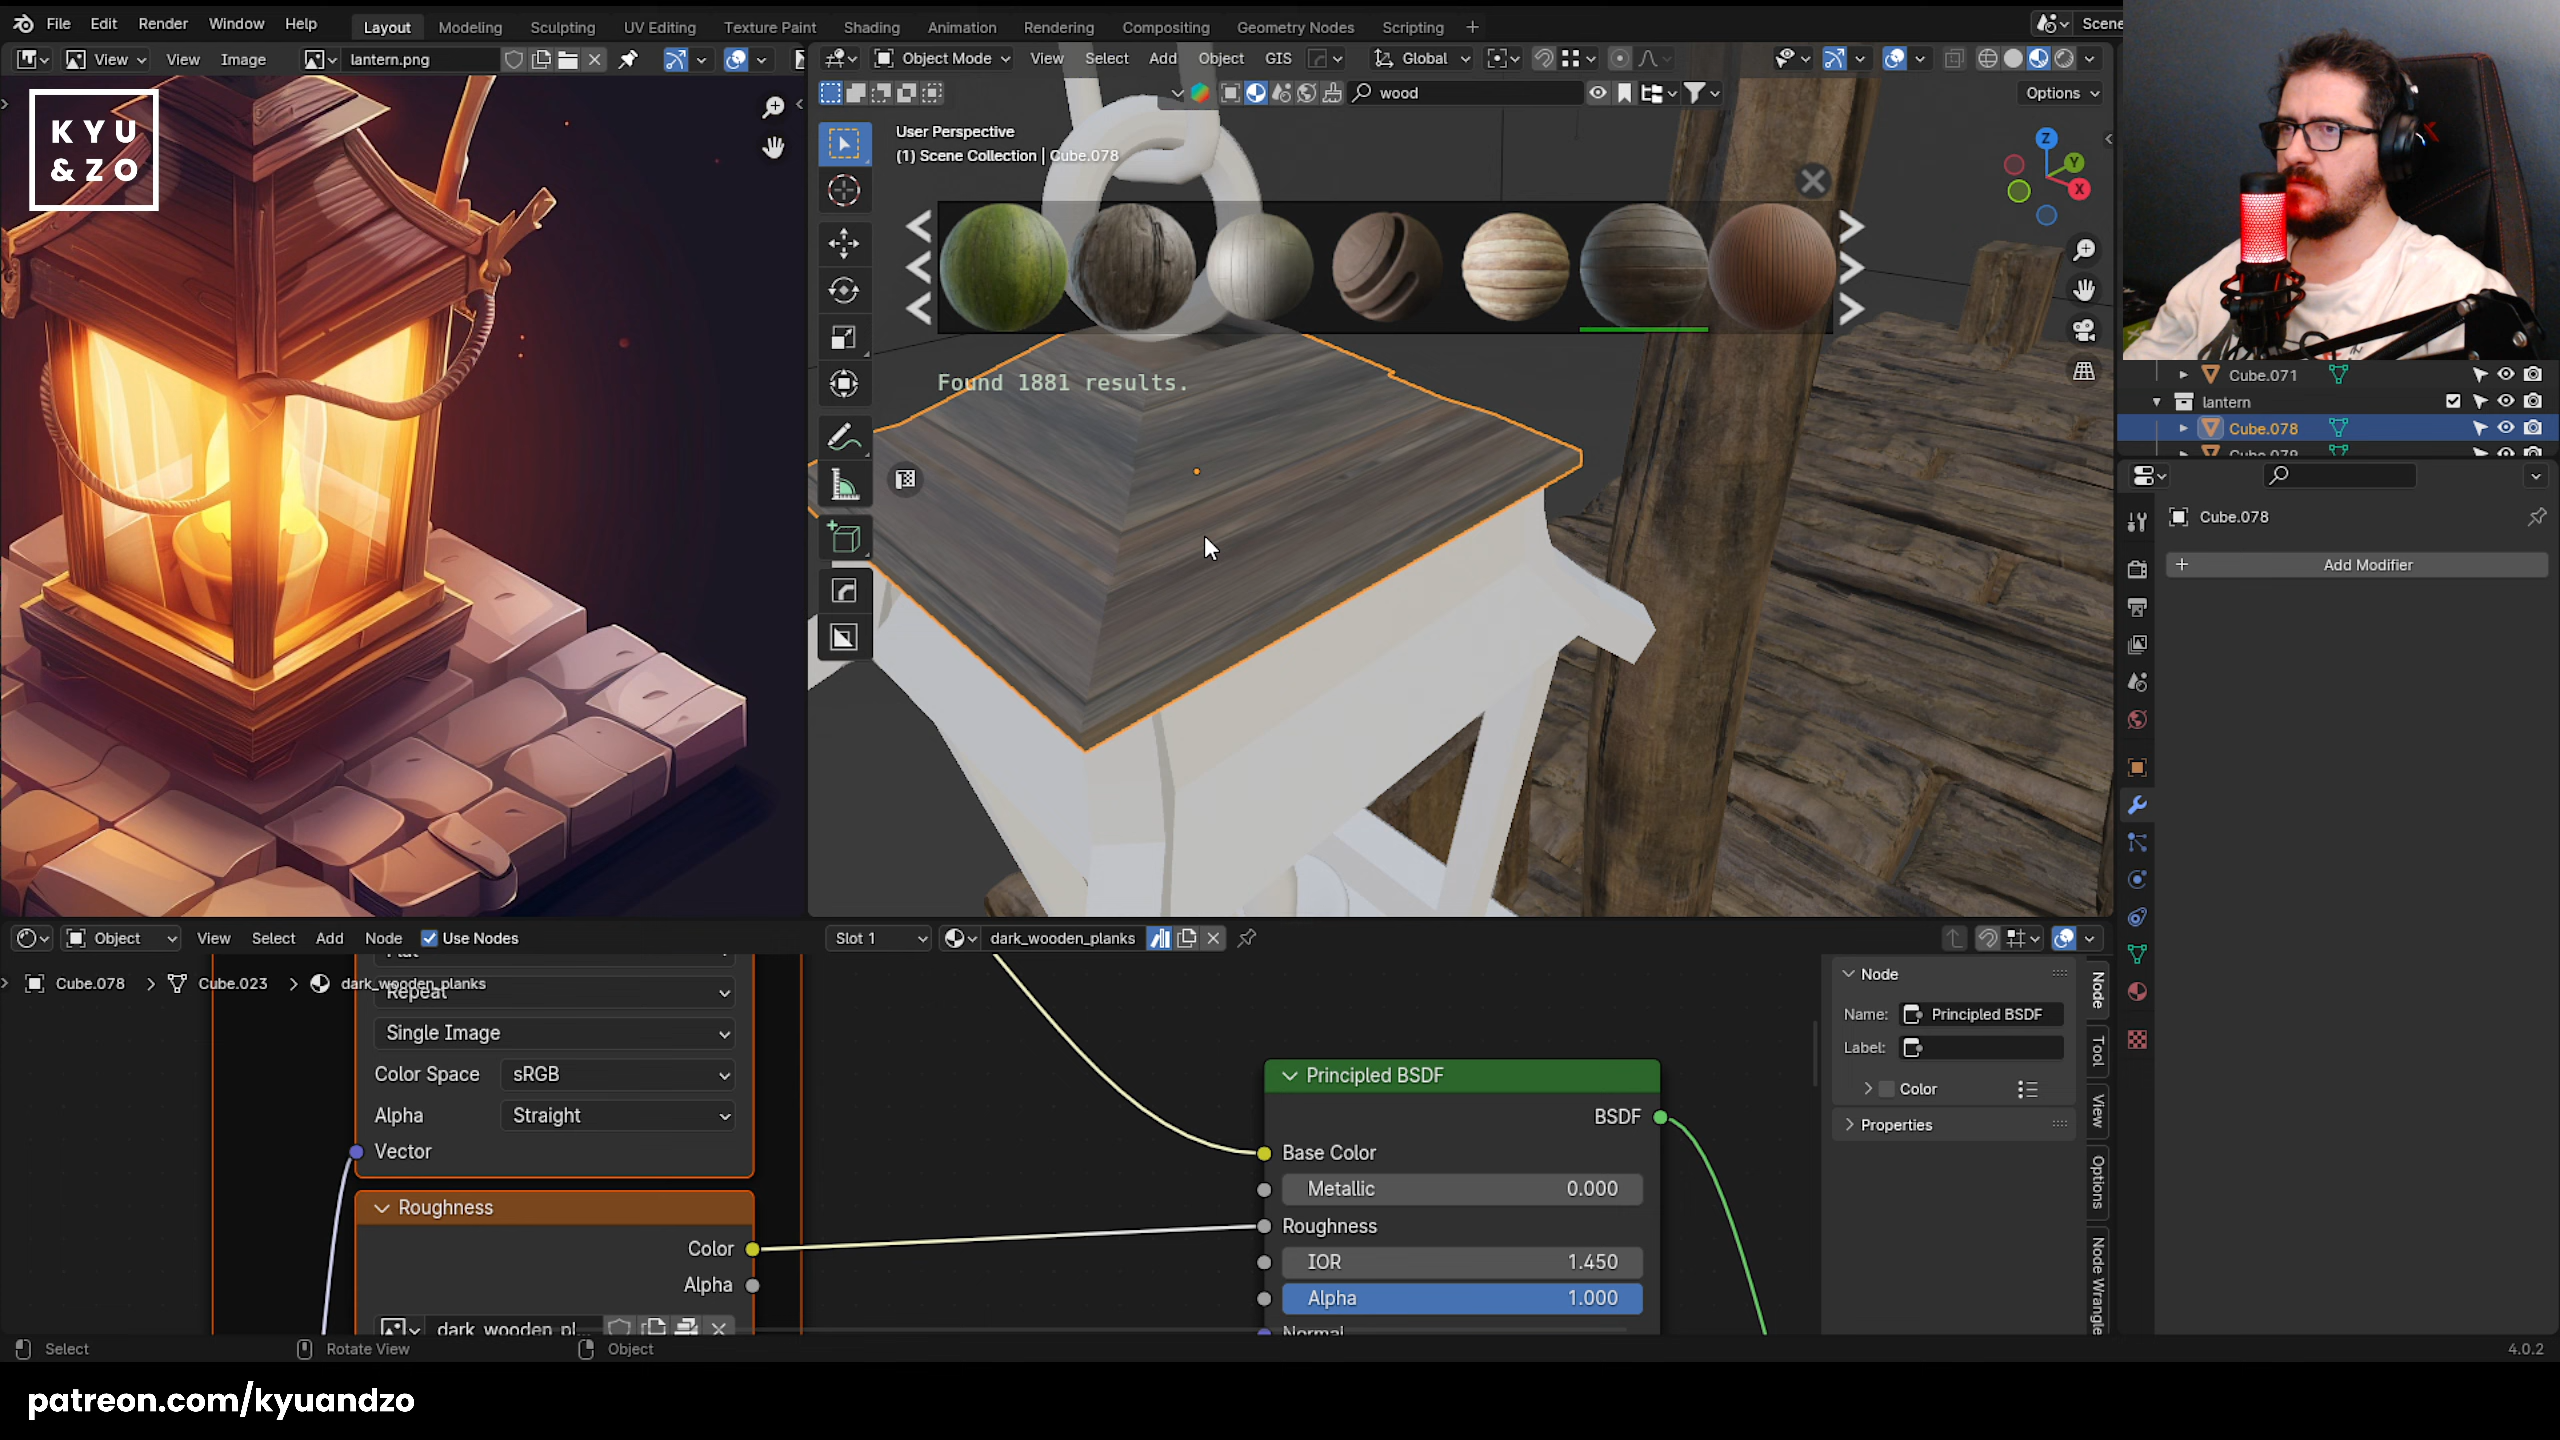 File Edit Render Window Help Layout Modeling Sculpting UV Editing Texture Paint Shading Animation Rendering Compositing Geometry Nodes Scripting + Scene
View View Image lantern.png Object Mode View Select Add Object GIS Global
wood Options
KYU
&ZO
User Perspective
(1) Scene Collection | Cube.078
Z
Y
X
Found 1881 results.
Cube.071
lantern
Cube.078
Cube.078
Add Modifier
Object View Select Add Node Use Nodes Slot 1 dark_wooden_planks
Cube.078 > Cube.023 > dark_wooden_planks
Repeat
Single Image
Color Space sRGB
Alpha Straight
Vector
Roughness
Color
Alpha
dark_wooden_pl...
Principled BSDF
BSDF
Base Color
Metallic 0.000
Roughness
IOR 1.450
Alpha 1.000
Normal
Node
Name: Principled BSDF
Label:
Color
Properties
Node
Tool
View
Options
Node Wrangle
Select Rotate View Object 4.0.2
patreon.com/kyuandzo